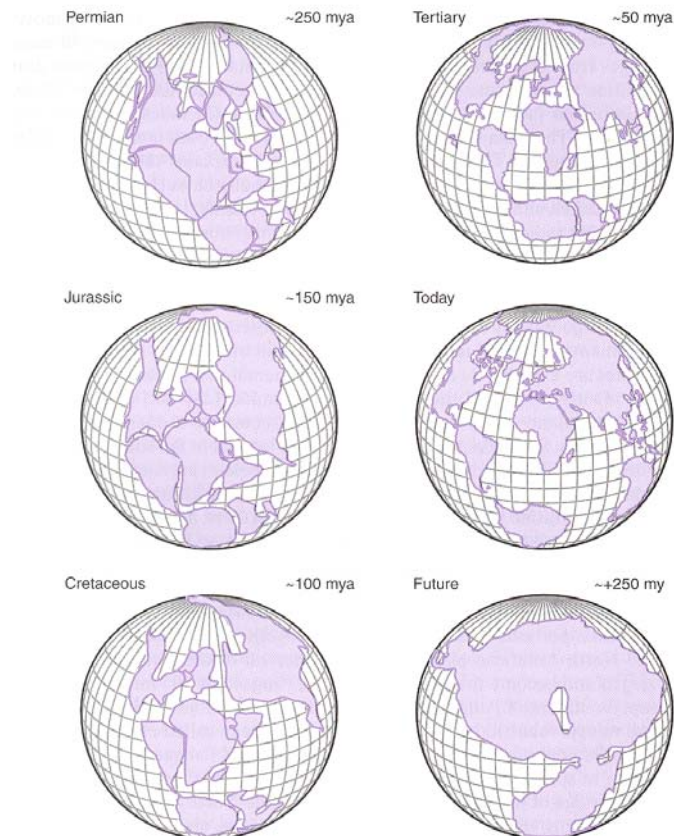 Permian ~250 mya
Tertiary ~50 mya
Jurassic ~150 mya
Today
Cretaceous ~100 mya
Future ~+250 my